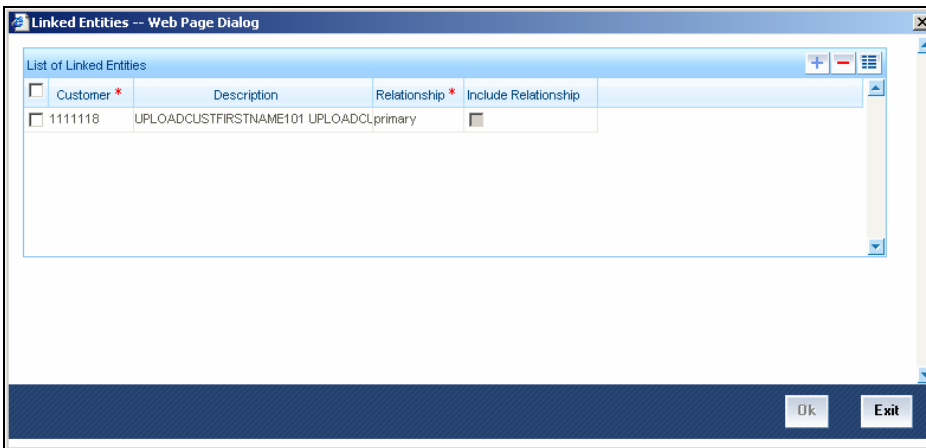 Linked Entities -- Web Page Dialog
List of Linked Entities
Customer * Description Relationship * Include Relationship
1111118 UPLOADCUSTFIRSTNAME101 UPLOADCU primary
Ok Exit